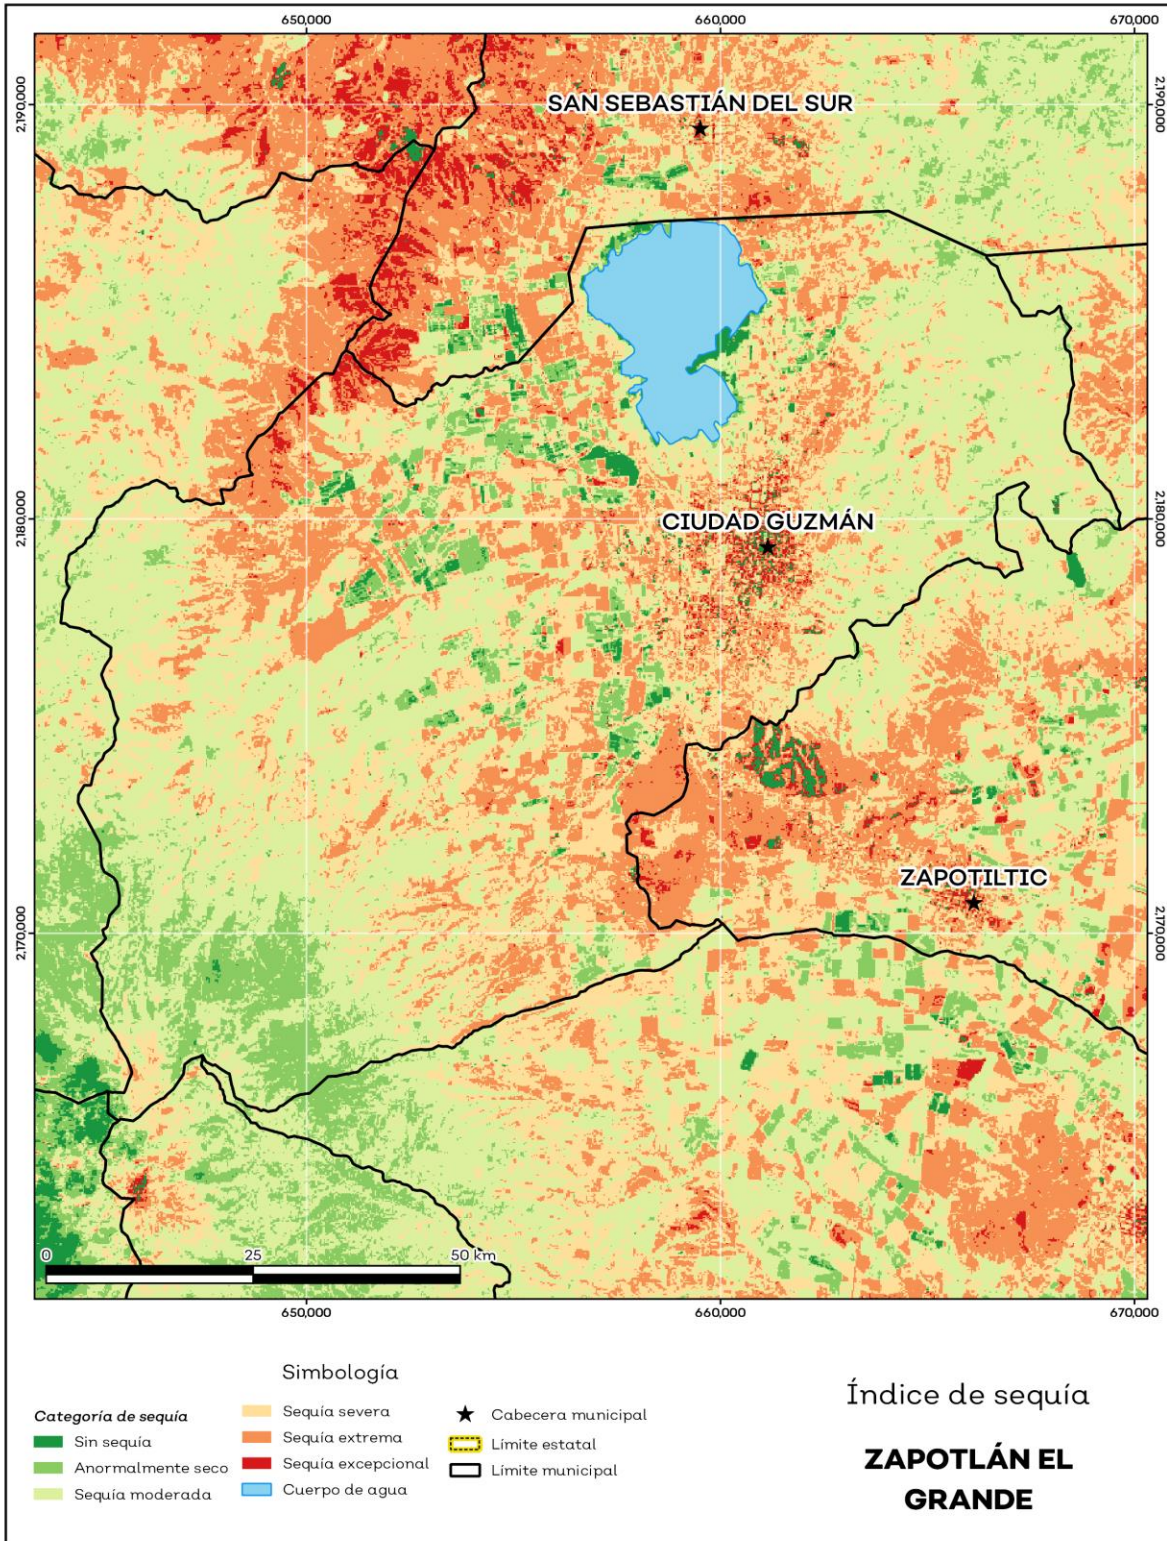 650,000
660,000
670,000
2,190,000
2,190,000
SAN SEBASTIÁN DEL SUR
2,180,000
2,180,000
CIUDAD GUZMÁN
ZAPOTILTIC
2,170,000
2,170,000
0
25
50 km
650,000
660,000
670,000
Simbología
Categoría de sequía
Sin sequía
Anormalmente seco
Sequía moderada
Sequía severa
Sequía extrema
Sequía excepcional
Cuerpo de agua
Cabecera municipal
Límite estatal
Límite municipal
Índice de sequía
ZAPOTLÁN EL
GRANDE